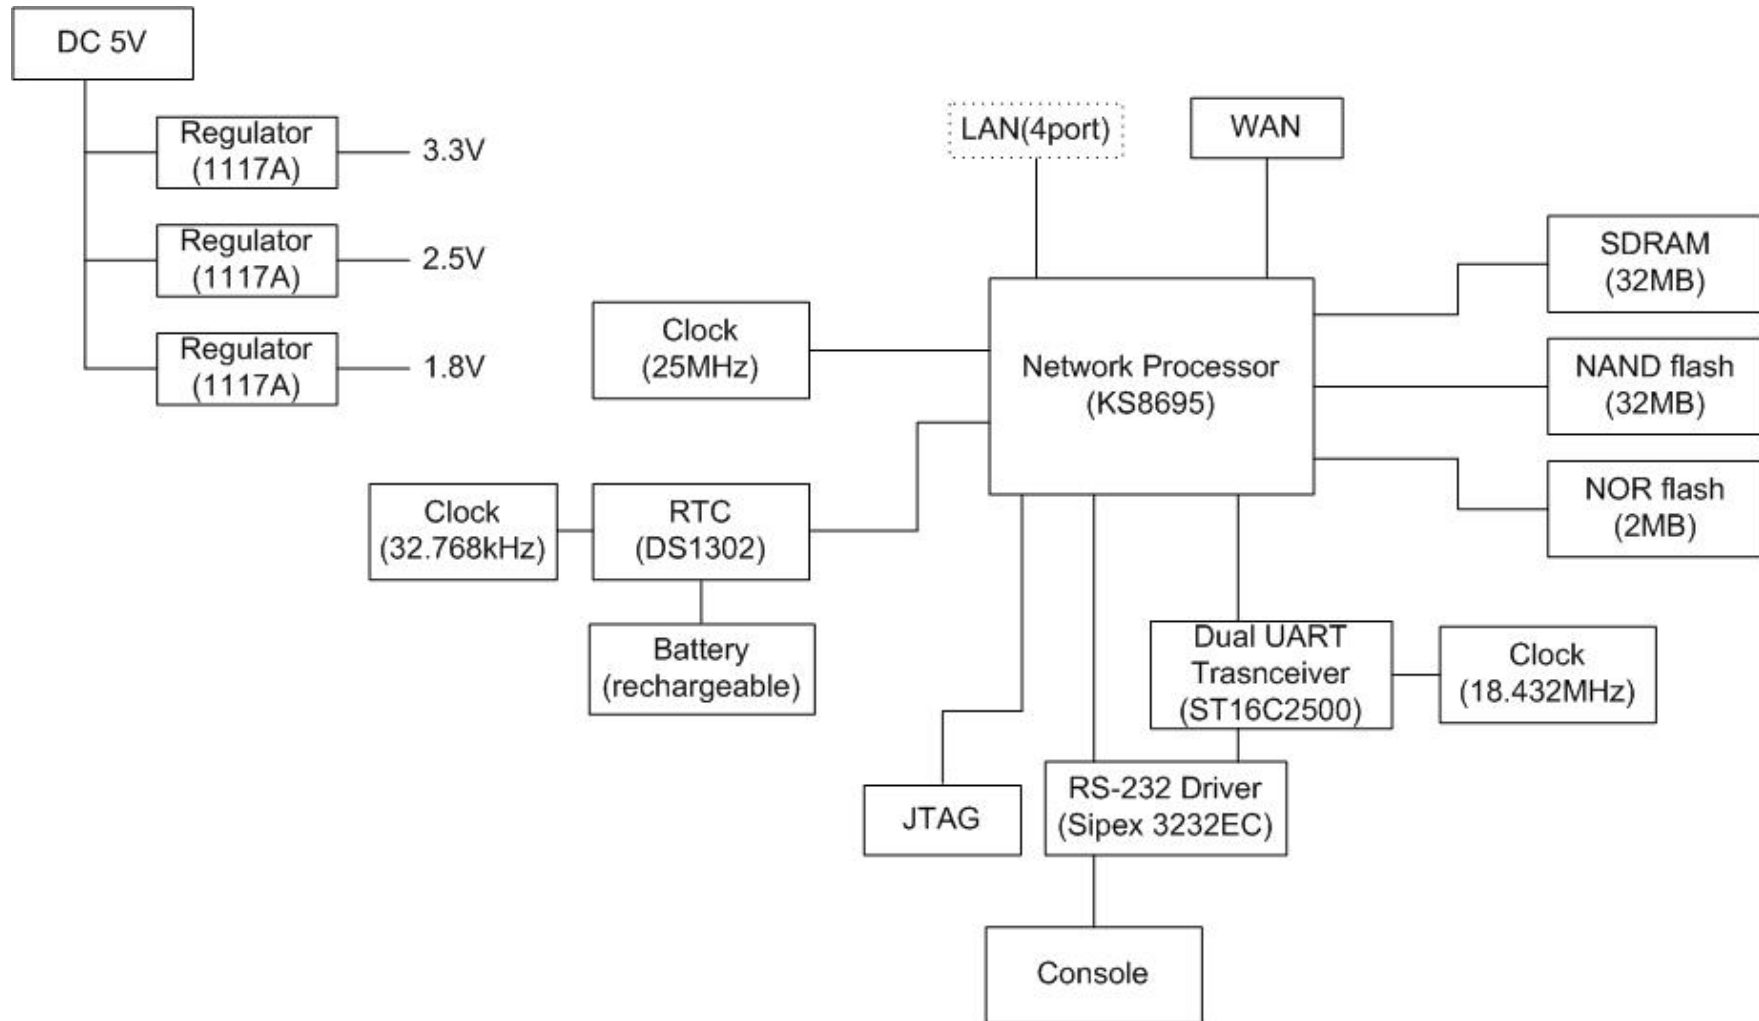 DC 5V
Regulator
(1117A)
3.3V
Regulator
(1117A)
2.5V
Regulator
(1117A)
1.8V
LAN(4port)
WAN
Clock
(25MHz)
Network Processor
(KS8695)
SDRAM
(32MB)
NAND flash
(32MB)
NOR flash
(2MB)
Clock
(32.768kHz)
RTC
(DS1302)
Battery
(rechargeable)
Dual UART
Trasnceiver
(ST16C2500)
Clock
(18.432MHz)
JTAG
RS-232 Driver
(Sipex 3232EC)
Console